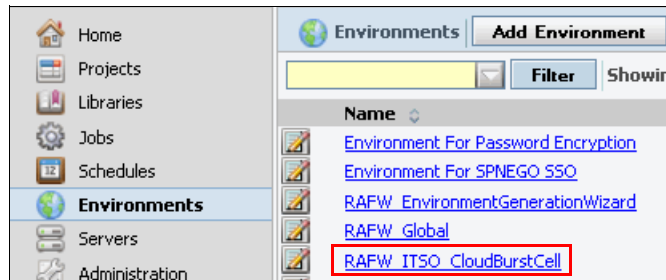 Home
Projects
Libraries
Jobs
Schedules
Environments
Servers
Administration
Environments
Add Environment
Filter
Name
Environment For Password Encryption
Environment For SPNEGO SSO
RAFW_EnvironmentGenerationWizard
RAFW_Global
RAFW_ITSO_CloudBurstCell